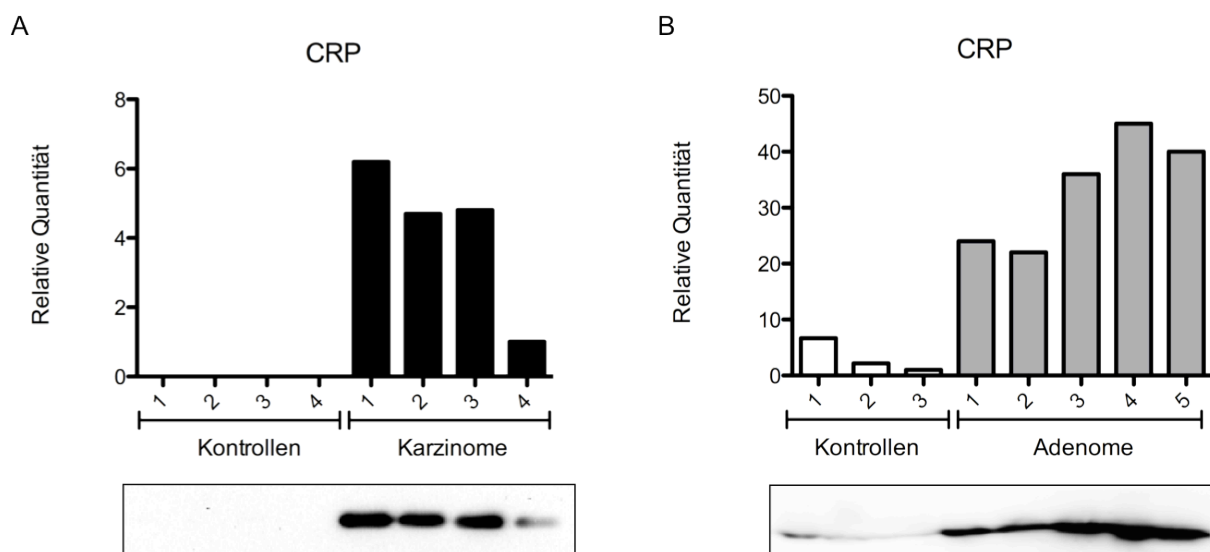 A
CRP
Relative Quantität
8
6
4
2
0
1 2 3 4 1 2 3 4
Kontrollen Karzinome
B
CRP
Relative Quantität
50
40
30
20
10
0
1 2 3 1 2 3 4 5
Kontrollen Adenome